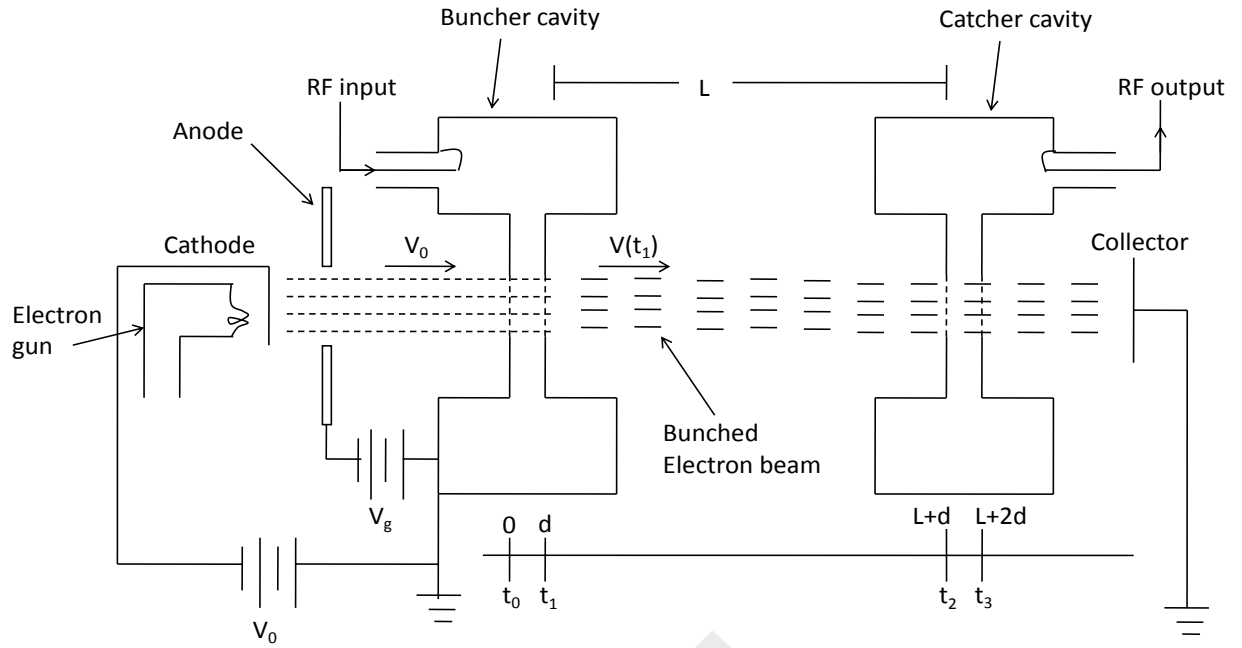 Buncher cavity
Catcher cavity
L
RF input
RF output
Anode
V₀
V(t₁)
Cathode
Collector
Electron
gun
Bunched
Electron beam
V_g
0
d
L+d
L+2d
t₀
t₁
t₂
t₃
V₀